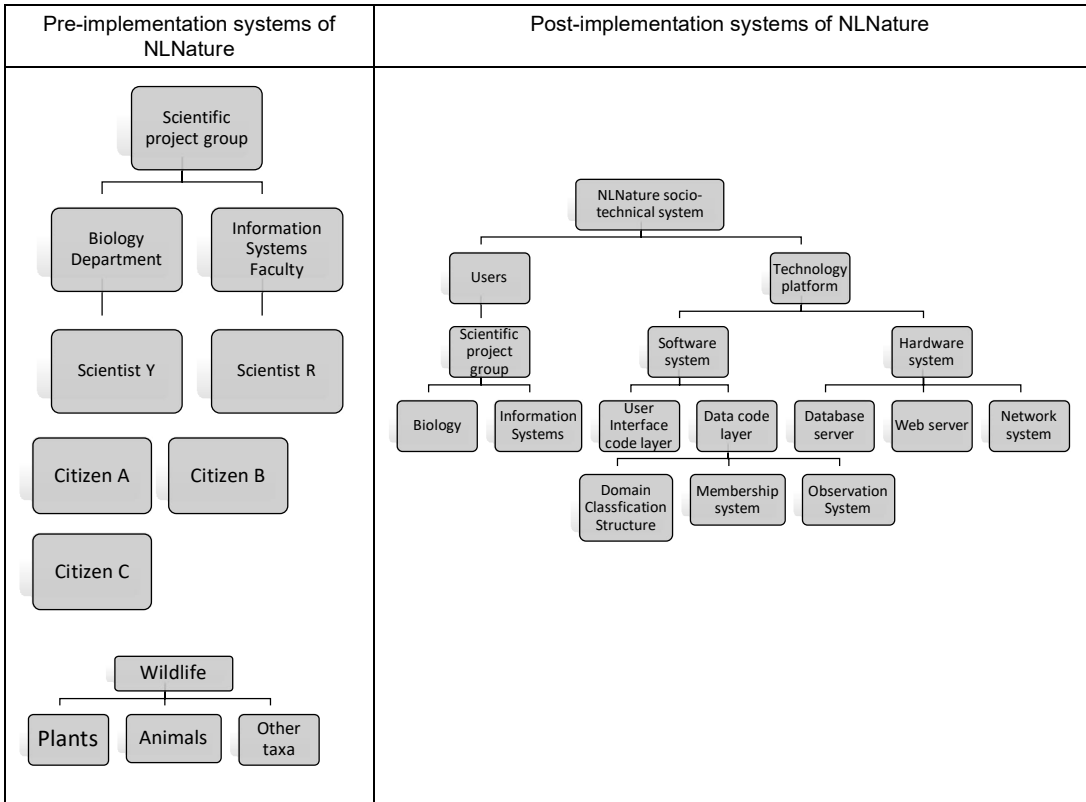 Pre-implementation systems of
NLNature
Post-implementation systems of NLNature
Scientific
project group
Biology
Department
Information
Systems
Faculty
Scientist Y
Scientist R
Citizen A
Citizen B
Citizen C
Wildlife
Plants
Animals
Other
taxa
NLNature socio-
technical system
Users
Technology
platform
Scientific
project
group
Software
system
Hardware
system
Biology
Information
Systems
User
Interface
code layer
Data code
layer
Database
server
Web server
Network
system
Domain
Classfication
Structure
Membership
system
Observation
System